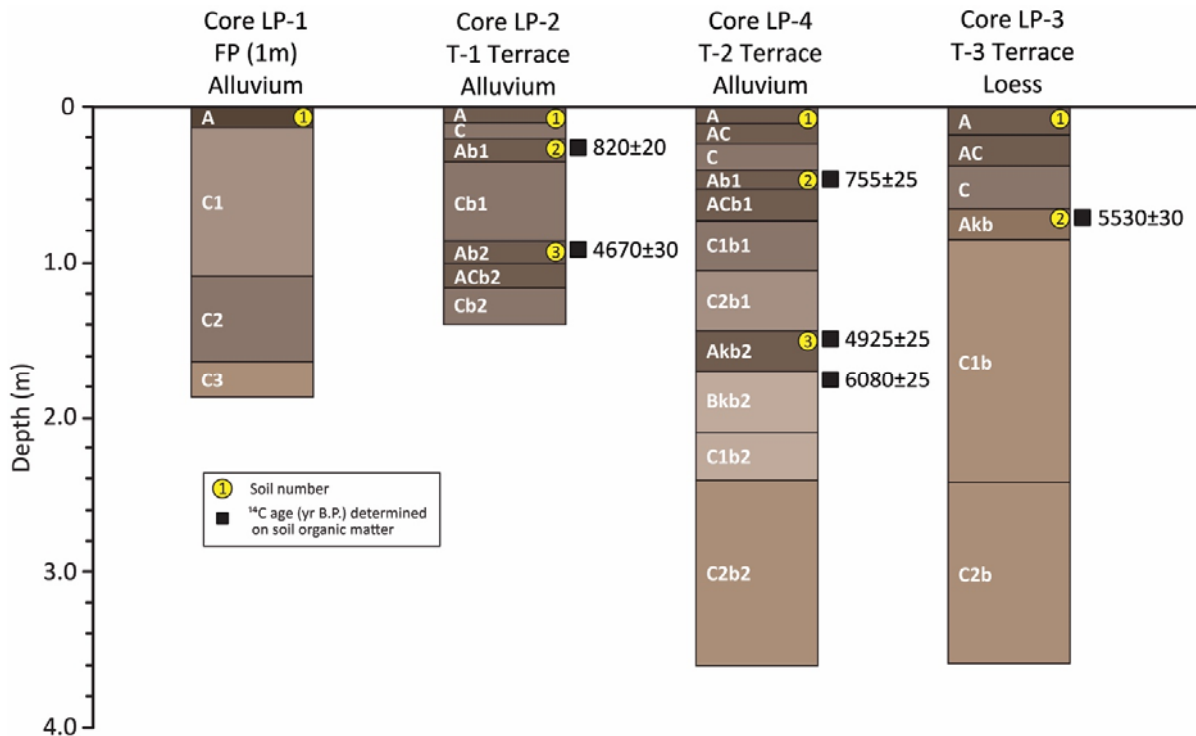 Core LP-1
FP (1m)
Alluvium
Core LP-2
T-1 Terrace
Alluvium
Core LP-4
T-2 Terrace
Alluvium
Core LP-3
T-3 Terrace
Loess
Depth (m)
0
1.0
2.0
3.0
4.0
A 1
C1
C2
C3
A 1
C
Ab1 2 820±20
Cb1
Ab2 3 4670±30
ACb2
Cb2
A 1
AC
C
Ab1 2 755±25
ACb1
C1b1
C2b1
Akb2 3 4925±25
6080±25
Bkb2
C1b2
C2b2
A 1
AC
C
Akb 2 5530±30
C1b
C2b
1 Soil number
¹⁴C age (yr B.P.) determined
on soil organic matter